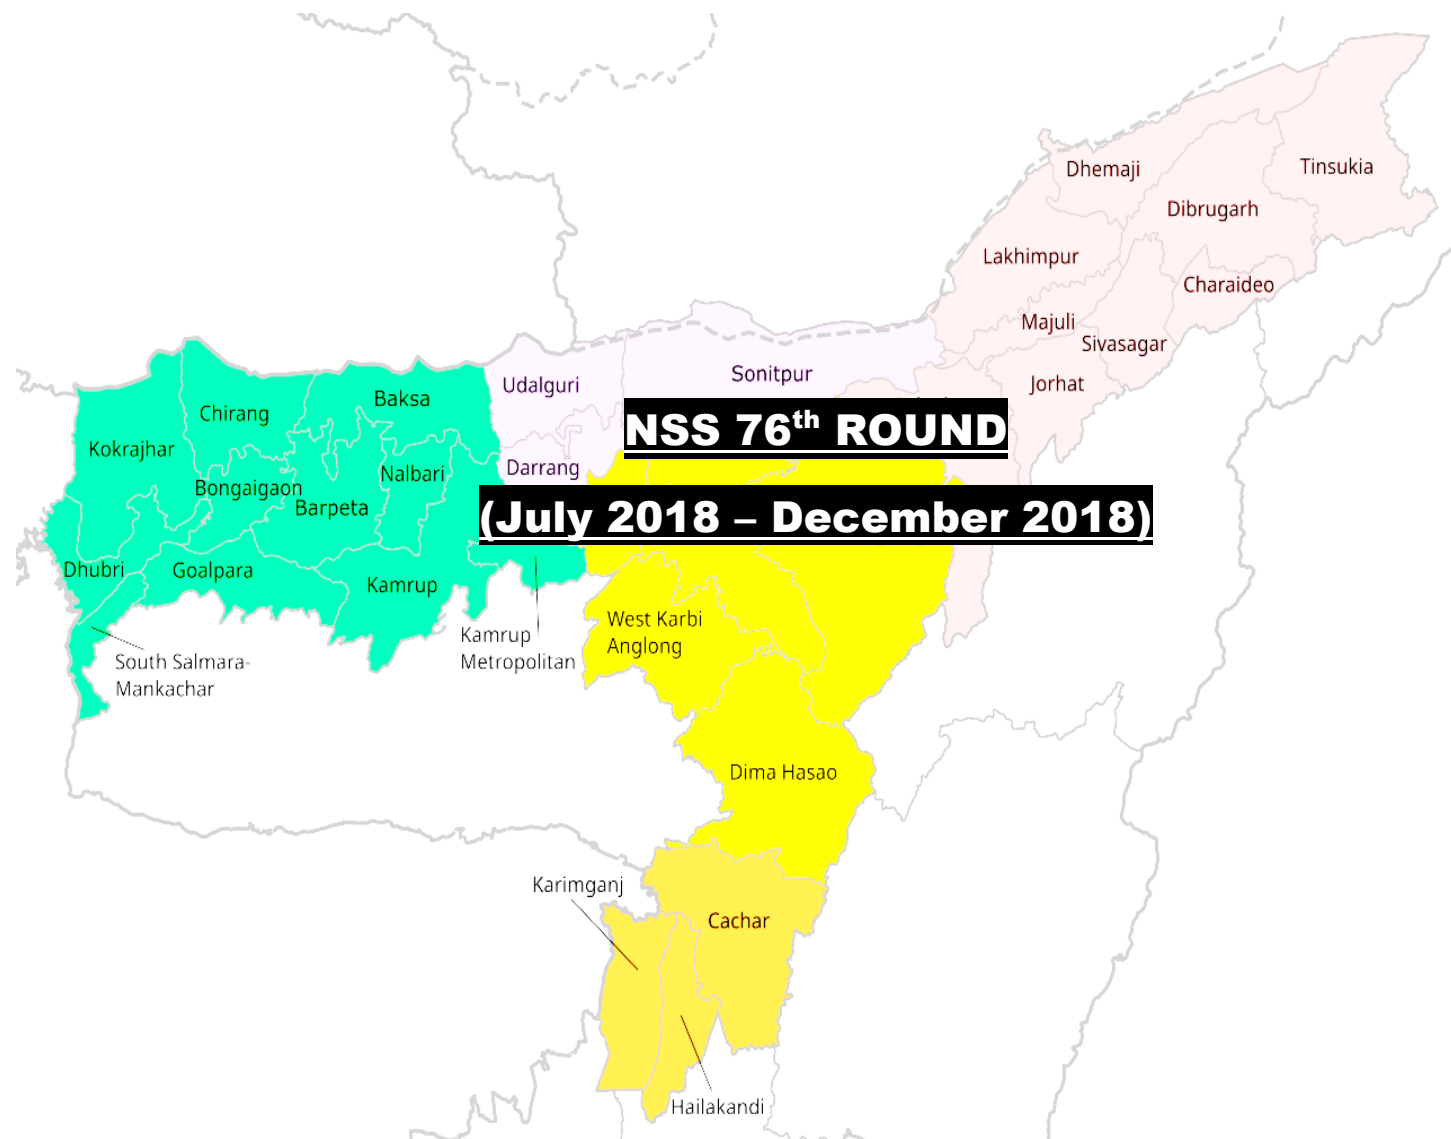 Dhemaji
Tinsukia
Dibrugarh
Lakhimpur
Charaideo
Majuli
Sivasagar
Jorhat
Sonitpur
Udalguri
Baksa
Chirang
Kokrajhar
NSS 76th ROUND
Darrang
Nalbari
Bongaigaon
Barpeta
(July 2018 – December 2018)
Dhubri
Goalpara
Kamrup
West Karbi
Anglong
Kamrup
Metropolitan
South Salmara-
Mankachar
Dima Hasao
Karimganj
Cachar
Hailakandi